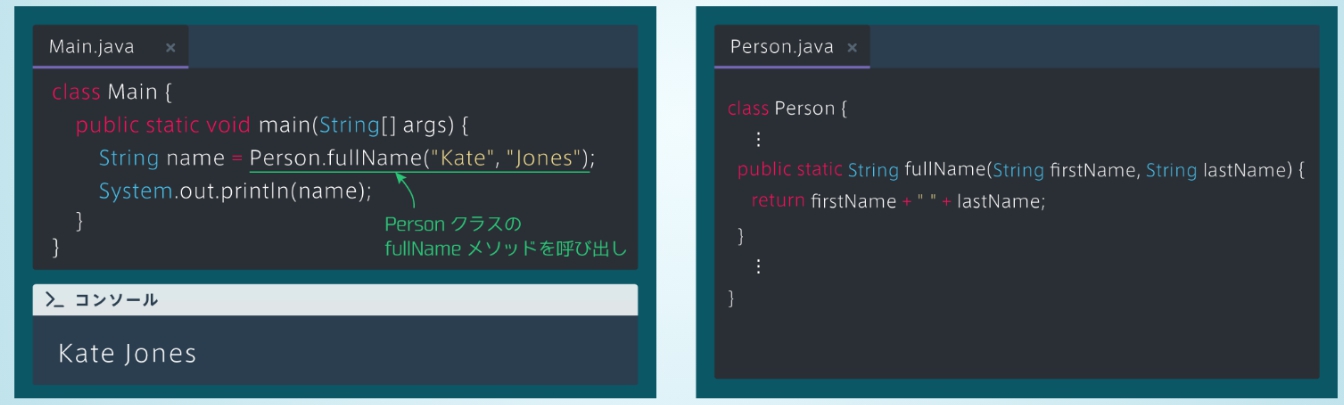 Main.java ×
class Main {
public static void main(String[] args) {
String name = Person.fullName("Kate", "Jones");
System.out.println(name);
}
}
Person クラスの
fullName メソッドを呼び出し
>_ コンソール
Kate Jones
Person.java ×
class Person {
⋮
public static String fullName(String firstName, String lastName) {
return firstName + " " + lastName;
}
⋮
}